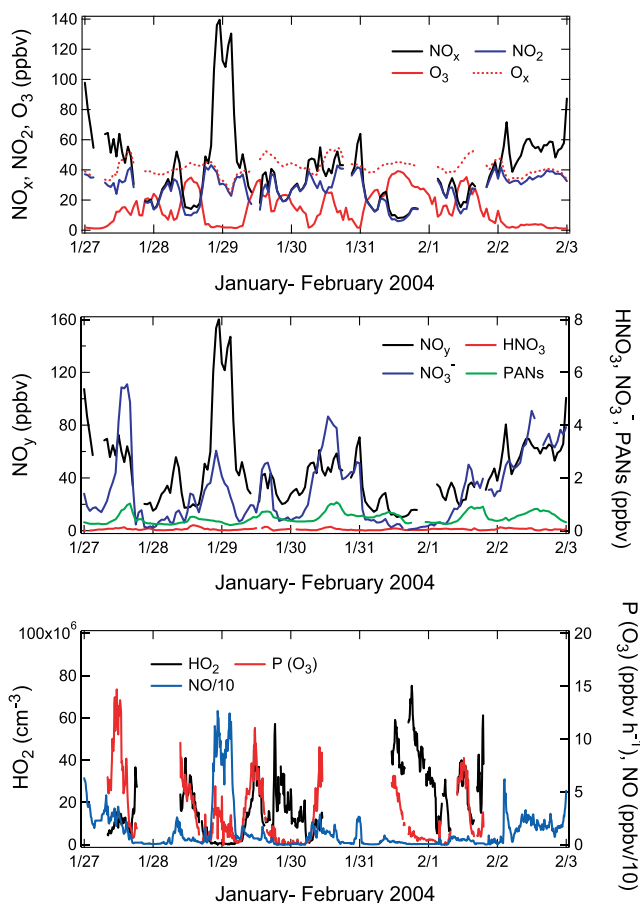 NOx, NO2, O3 (ppbv)
140
120
100
80
60
40
20
0
NOx
NO2
O3
Ox
1/27
1/28
1/29
1/30
1/31
2/1
2/2
2/3
January- February 2004
NOy (ppbv)
160
120
80
40
0
NOy
HNO3
NO3-
PANs
8
6
4
2
0
HNO3, NO3-, PANs (ppbv)
1/27
1/28
1/29
1/30
1/31
2/1
2/2
2/3
January- February 2004
HO2 (cm-3)
100x10^6
80
60
40
20
0
HO2
P (O3)
NO/10
20
15
10
5
0
P (O3) (ppbv h-1), NO (ppbv/10)
1/27
1/28
1/29
1/30
1/31
2/1
2/2
2/3
January- February 2004